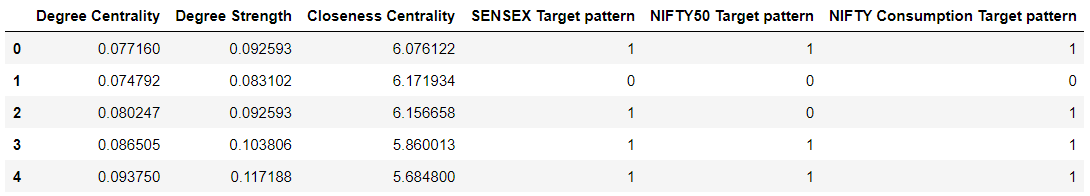 Degree Centrality Degree Strength Closeness Centrality SENSEX Target pattern NIFTY50 Target pattern NIFTY Consumption Target pattern
0 0.077160 0.092593 6.076122 1 1 1
1 0.074792 0.083102 6.171934 0 0 0
2 0.080247 0.092593 6.156658 1 0 1
3 0.086505 0.103806 5.860013 1 1 1
4 0.093750 0.117188 5.684800 1 1 1